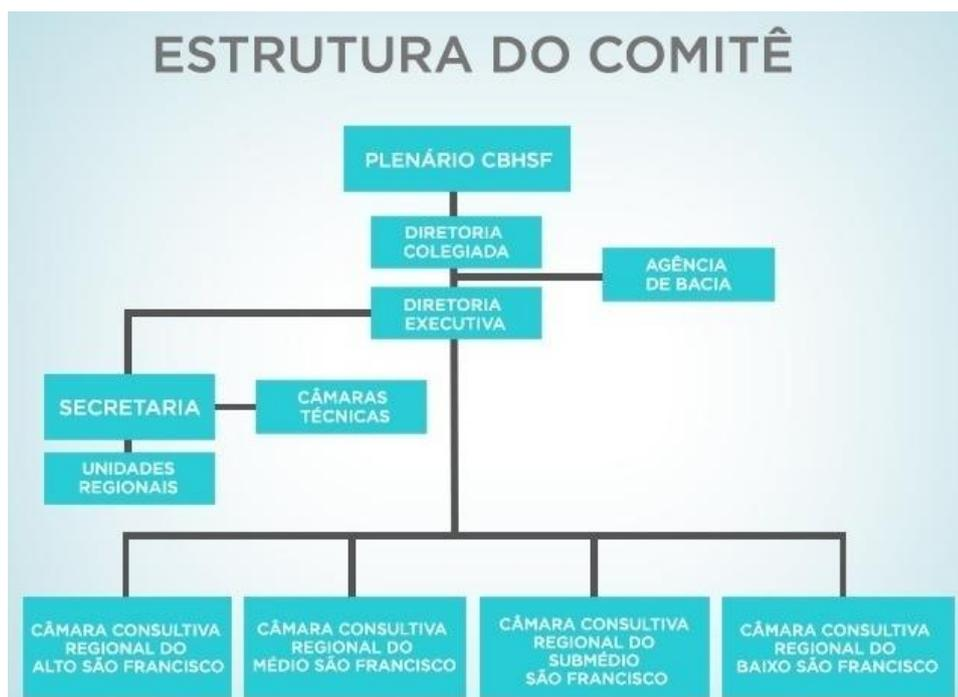 ESTRUTURA DO COMITÊ
PLENÁRIO CBHSF
DIRETORIA
COLEGIADA
AGÊNCIA
DE BACIA
DIRETORIA
EXECUTIVA
SECRETARIA
CÂMARAS
TÉCNICAS
UNIDADES
REGIONAIS
CÂMARA CONSULTIVA
REGIONAL DO
ALTO SÃO FRANCISCO
CÂMARA CONSULTIVA
REGIONAL DO
MÉDIO SÃO FRANCISCO
CÂMARA CONSULTIVA
REGIONAL DO
SUBMÉDIO
SÃO FRANCISCO
CÂMARA CONSULTIVA
REGIONAL DO
BAIXO SÃO FRANCISCO